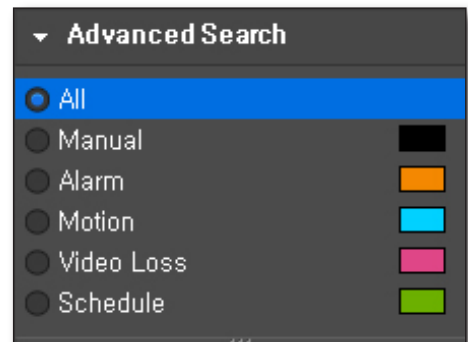 Advanced Search
All
Manual
Alarm
Motion
Video Loss
Schedule